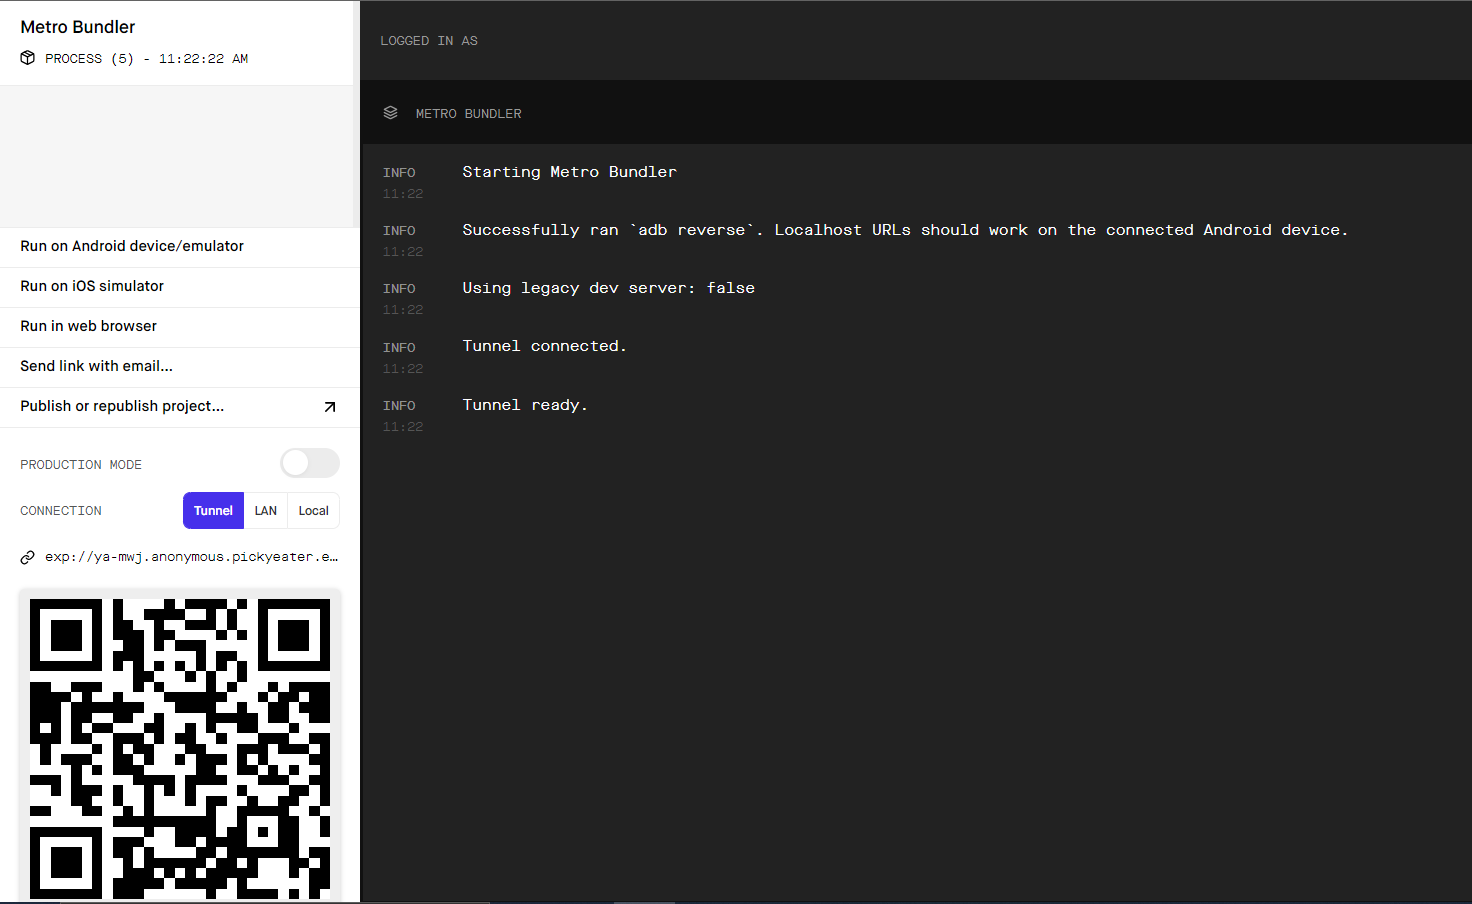 Metro Bundler
PROCESS (5) - 11:22:22 AM
Run on Android device/emulator
Run on iOS simulator
Run in web browser
Send link with email...
Publish or republish project...
PRODUCTION MODE
CONNECTION Tunnel LAN Local
exp://ya-mwj.anonymous.pickyeater.e…
LOGGED IN AS
METRO BUNDLER
INFO Starting Metro Bundler
11:22
INFO Successfully ran `adb reverse`. Localhost URLs should work on the connected Android device.
11:22
INFO Using legacy dev server: false
11:22
INFO Tunnel connected.
11:22
INFO Tunnel ready.
11:22